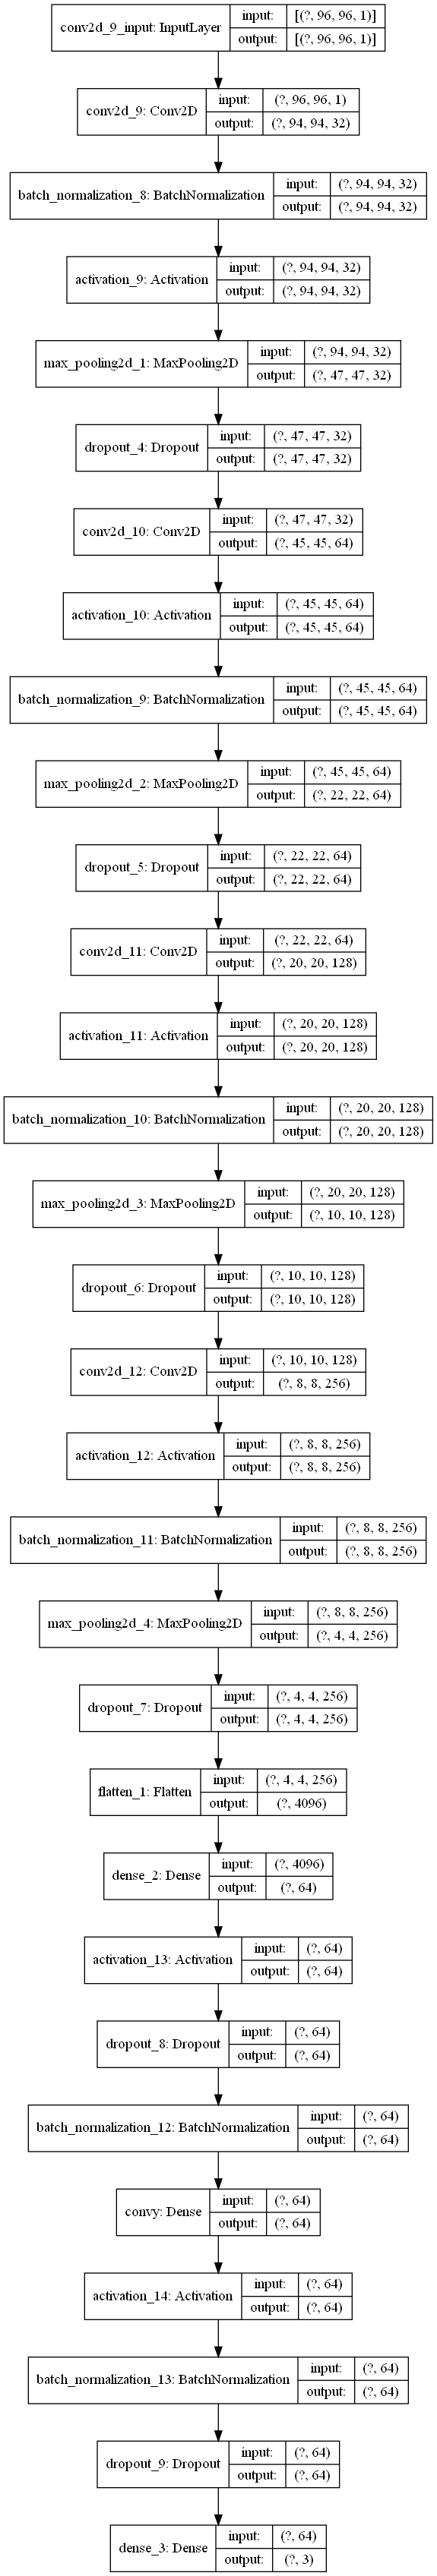 conv2d_9_input: InputLayer
input: [(?, 96, 96, 1)]
output: [(?, 96, 96, 1)]
conv2d_9: Conv2D
input: (?, 96, 96, 1)
output: (?, 94, 94, 32)
batch_normalization_8: BatchNormalization
input: (?, 94, 94, 32)
output: (?, 94, 94, 32)
activation_9: Activation
input: (?, 94, 94, 32)
output: (?, 94, 94, 32)
max_pooling2d_1: MaxPooling2D
input: (?, 94, 94, 32)
output: (?, 47, 47, 32)
dropout_4: Dropout
input: (?, 47, 47, 32)
output: (?, 47, 47, 32)
conv2d_10: Conv2D
input: (?, 47, 47, 32)
output: (?, 45, 45, 64)
activation_10: Activation
input: (?, 45, 45, 64)
output: (?, 45, 45, 64)
batch_normalization_9: BatchNormalization
input: (?, 45, 45, 64)
output: (?, 45, 45, 64)
max_pooling2d_2: MaxPooling2D
input: (?, 45, 45, 64)
output: (?, 22, 22, 64)
dropout_5: Dropout
input: (?, 22, 22, 64)
output: (?, 22, 22, 64)
conv2d_11: Conv2D
input: (?, 22, 22, 64)
output: (?, 20, 20, 128)
activation_11: Activation
input: (?, 20, 20, 128)
output: (?, 20, 20, 128)
batch_normalization_10: BatchNormalization
input: (?, 20, 20, 128)
output: (?, 20, 20, 128)
max_pooling2d_3: MaxPooling2D
input: (?, 20, 20, 128)
output: (?, 10, 10, 128)
dropout_6: Dropout
input: (?, 10, 10, 128)
output: (?, 10, 10, 128)
conv2d_12: Conv2D
input: (?, 10, 10, 128)
output: (?, 8, 8, 256)
activation_12: Activation
input: (?, 8, 8, 256)
output: (?, 8, 8, 256)
batch_normalization_11: BatchNormalization
input: (?, 8, 8, 256)
output: (?, 8, 8, 256)
max_pooling2d_4: MaxPooling2D
input: (?, 8, 8, 256)
output: (?, 4, 4, 256)
dropout_7: Dropout
input: (?, 4, 4, 256)
output: (?, 4, 4, 256)
flatten_1: Flatten
input: (?, 4, 4, 256)
output: (?, 4096)
dense_2: Dense
input: (?, 4096)
output: (?, 64)
activation_13: Activation
input: (?, 64)
output: (?, 64)
dropout_8: Dropout
input: (?, 64)
output: (?, 64)
batch_normalization_12: BatchNormalization
input: (?, 64)
output: (?, 64)
convy: Dense
input: (?, 64)
output: (?, 64)
activation_14: Activation
input: (?, 64)
output: (?, 64)
batch_normalization_13: BatchNormalization
input: (?, 64)
output: (?, 64)
dropout_9: Dropout
input: (?, 64)
output: (?, 64)
dense_3: Dense
input: (?, 64)
output: (?, 3)